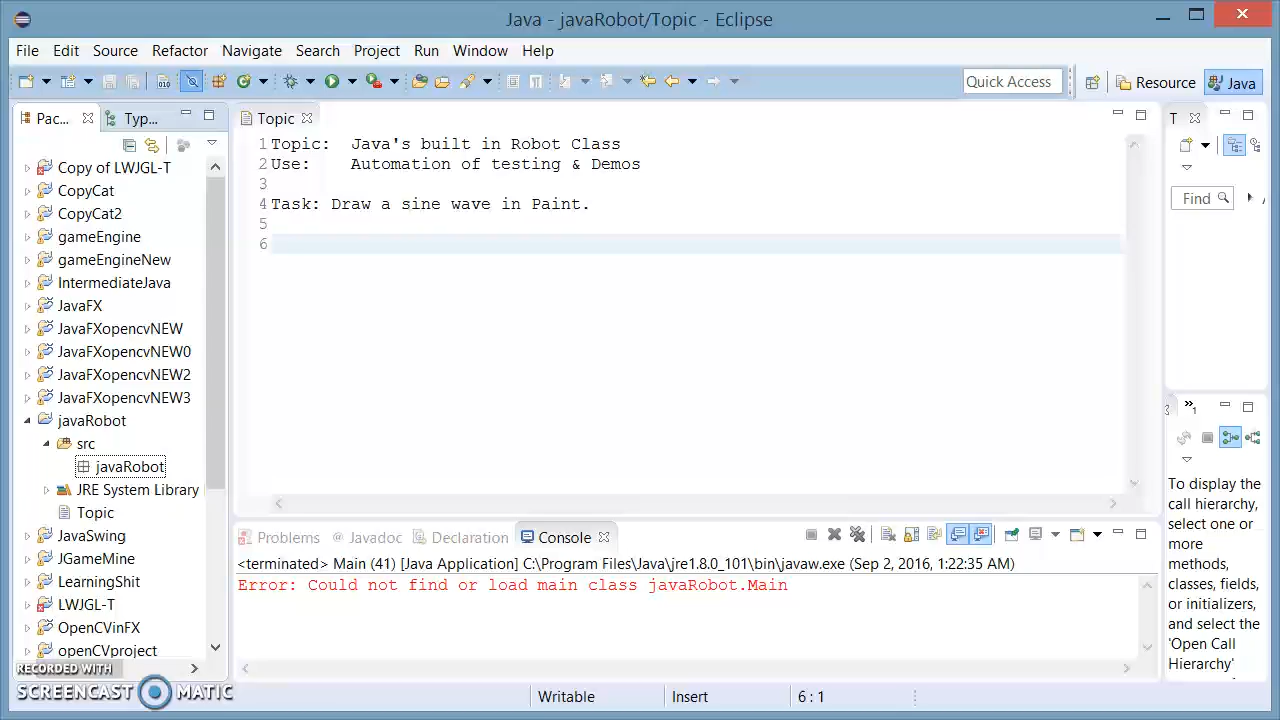 Java - javaRobot/Topic - Eclipse
File Edit Source Refactor Navigate Search Project Run Window Help
Quick Access
Resource
Java
Pac...
Typ...
Copy of LWJGL-T
CopyCat
CopyCat2
gameEngine
gameEngineNew
IntermediateJava
JavaFX
JavaFXopencvNEW
JavaFXopencvNEW0
JavaFXopencvNEW2
JavaFXopencvNEW3
javaRobot
src
javaRobot
JRE System Library
Topic
JavaSwing
JGameMine
LearningShit
LWJGL-T
OpenCVinFX
openCVproject
RECORDED WITH
SCREENCAST MATIC
Topic
1 Topic: Java's built in Robot Class
2 Use: Automation of testing & Demos
3
4 Task: Draw a sine wave in Paint.
5
6
Problems @ Javadoc Declaration Console
<terminated> Main (41) [Java Application] C:\Program Files\Java\jre1.8.0_101\bin\javaw.exe (Sep 2, 2016, 1:22:35 AM)
Error: Could not find or load main class javaRobot.Main
T
Find
»1
To display the
call hierarchy,
select one or
more
methods,
classes, fields,
or initializers,
and select the
'Open Call
Hierarchy'
Writable
Insert
6 : 1